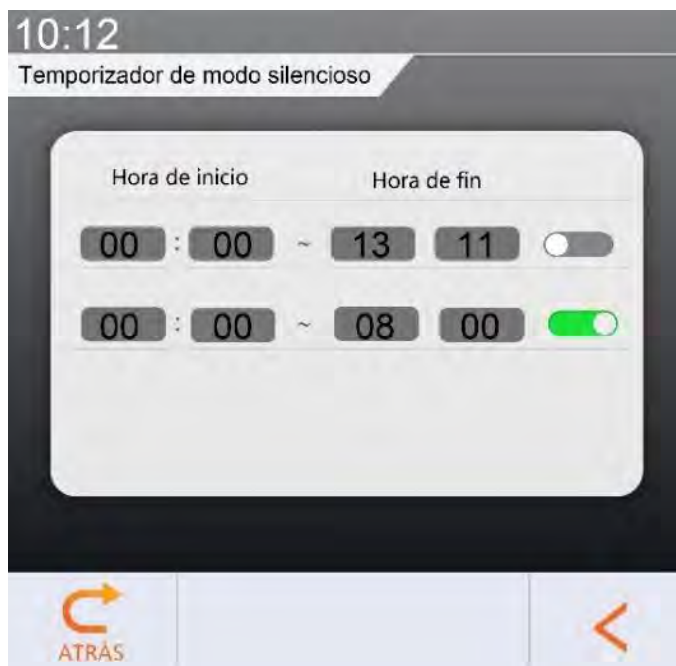 10:12
Temporizador de modo silencioso
Hora de inicio Hora de fin
00 : 00 ~ 13 11
00 : 00 ~ 08 00
ATRÁS